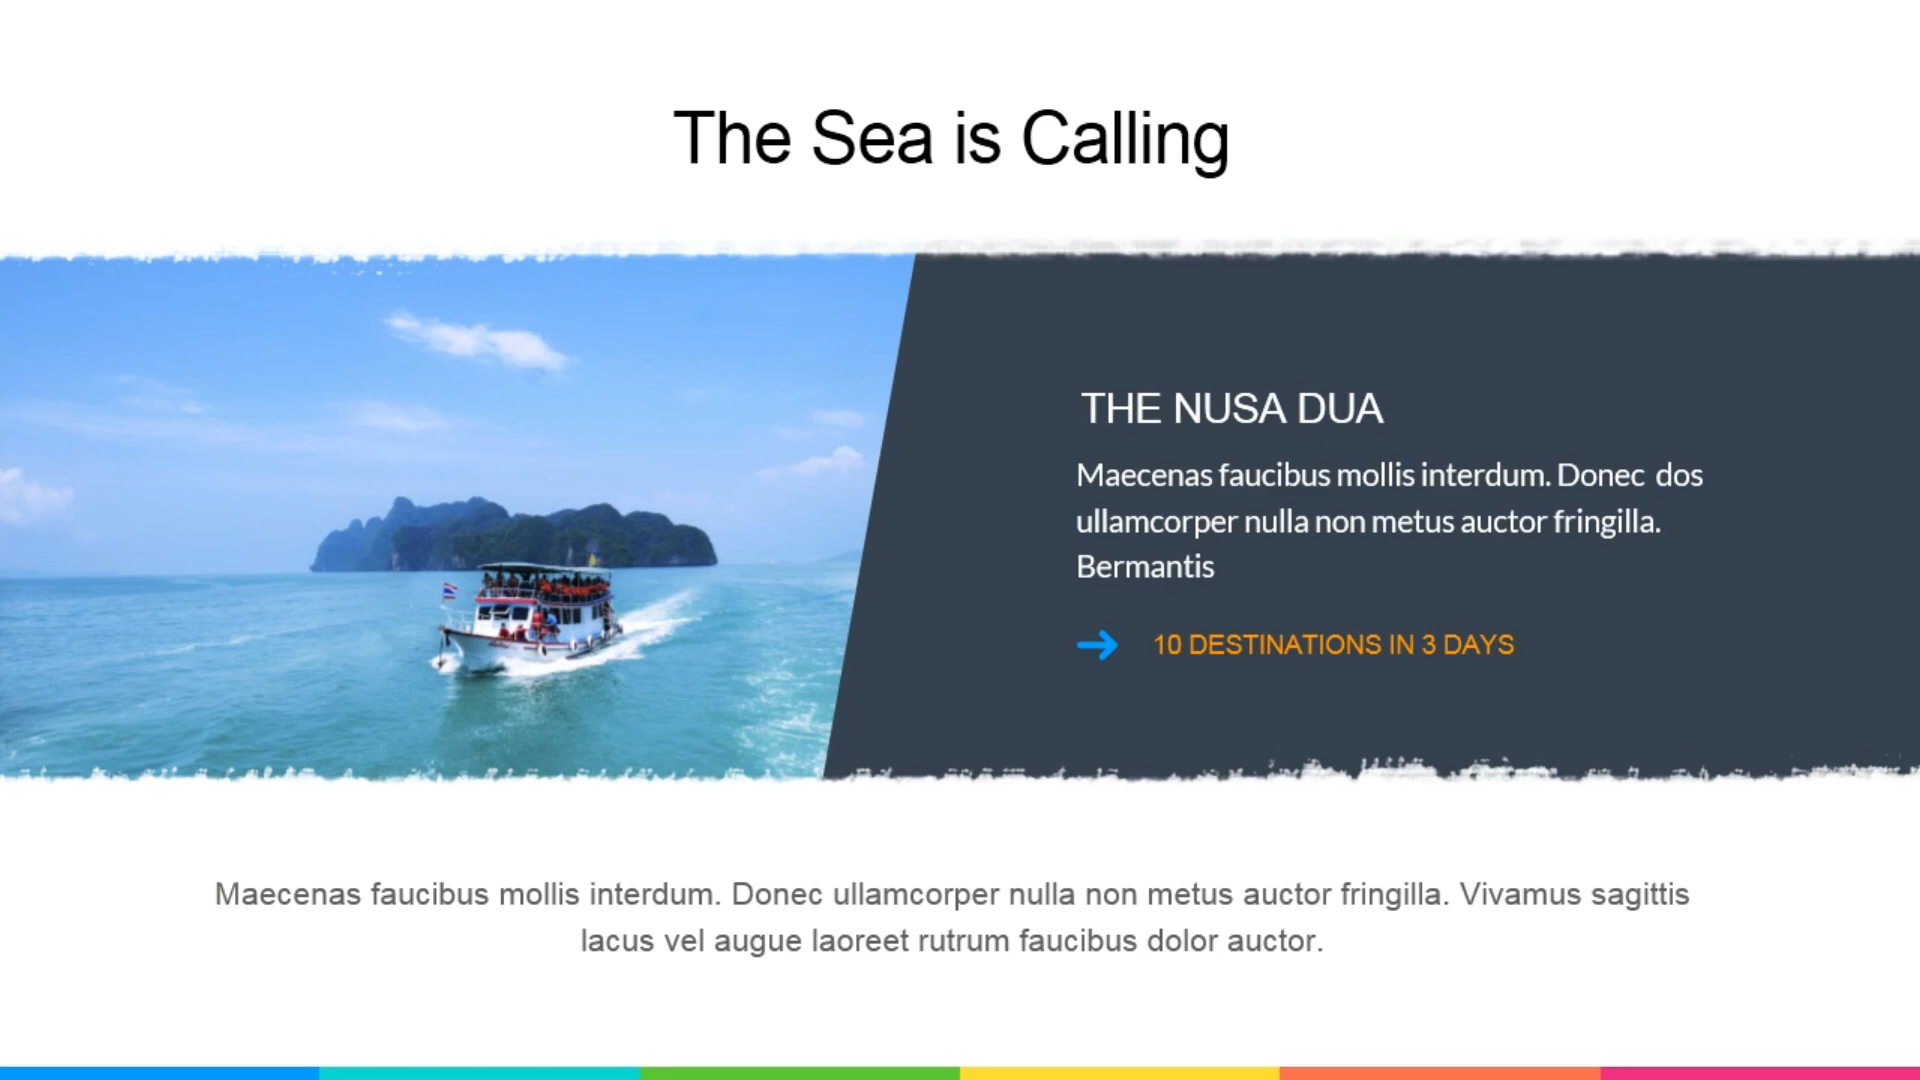 The Sea is Calling
THE NUSA DUA
Maecenas faucibus mollis interdum. Donec dos
ullamcorper nulla non metus auctor fringilla.
Bermantis
10 DESTINATIONS IN 3 DAYS
Maecenas faucibus mollis interdum. Donec ullamcorper nulla non metus auctor fringilla. Vivamus sagittis
lacus vel augue laoreet rutrum faucibus dolor auctor.